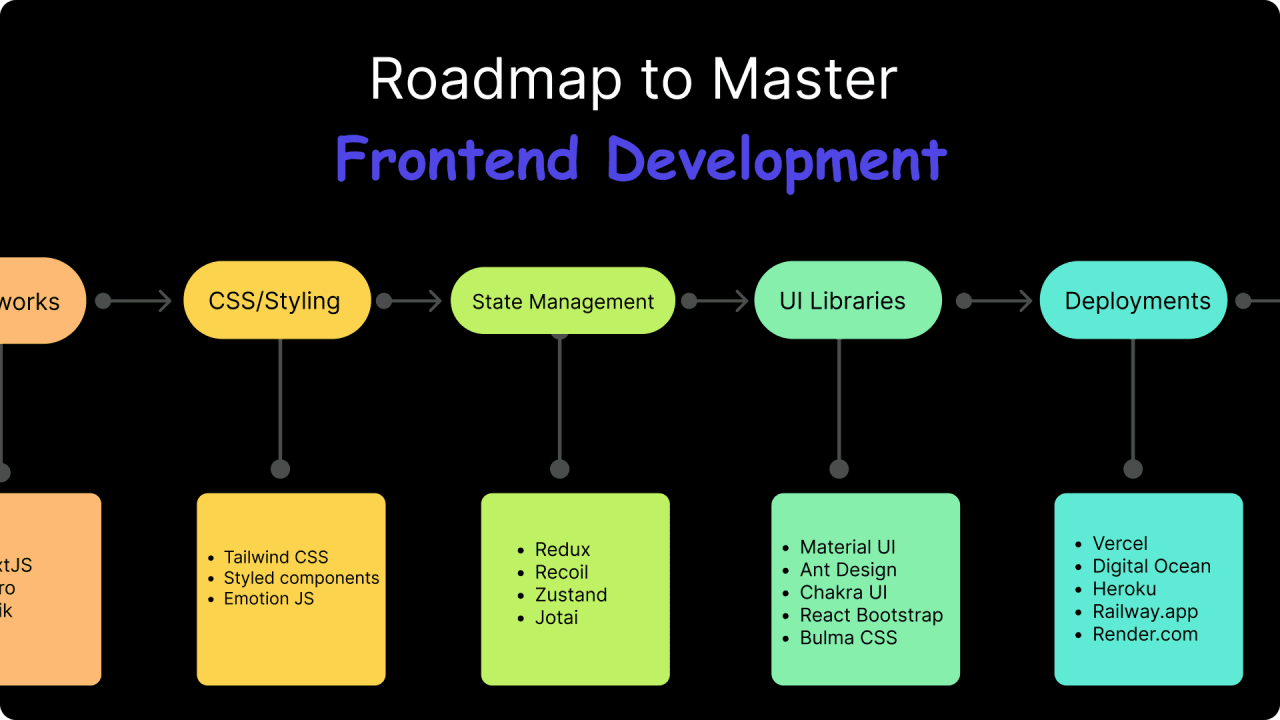 Roadmap to Master
Frontend Development
works
CSS/Styling
State Management
UI Libraries
Deployments
xtJS
ro
ik
Tailwind CSS
Styled components
Emotion JS
Redux
Recoil
Zustand
Jotai
Material UI
Ant Design
Chakra UI
React Bootstrap
Bulma CSS
Vercel
Digital Ocean
Heroku
Railway.app
Render.com